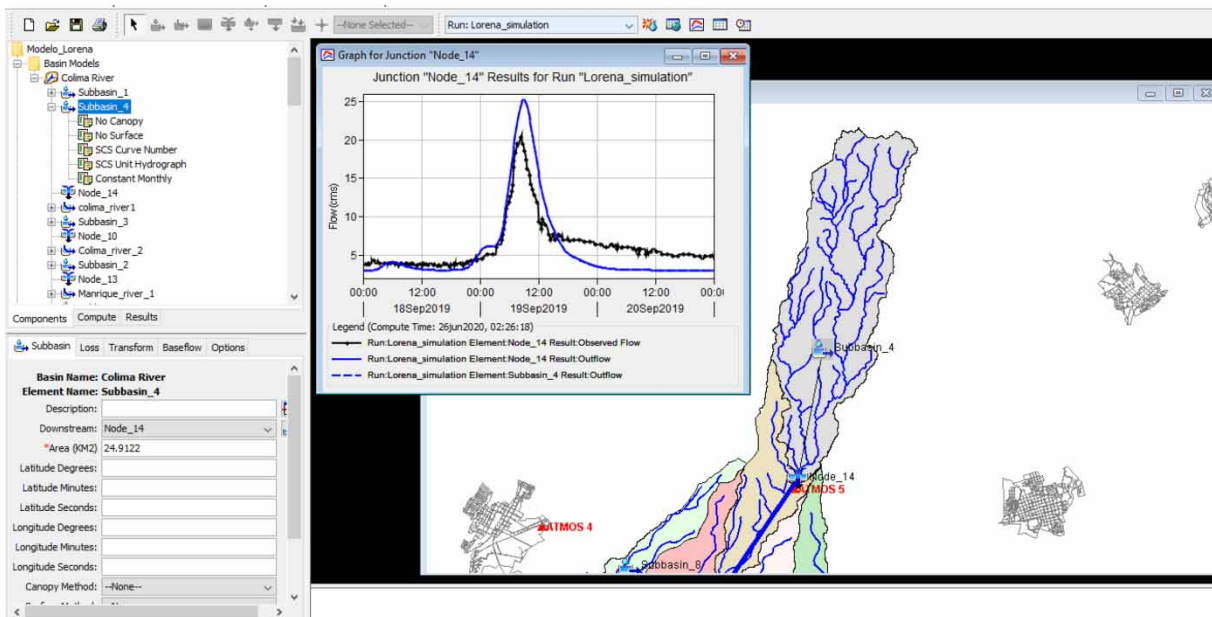 --None Selected--
Run: Lorena_simulation
Modelo_Lorena
Basin Models
Colima River
Subbasin_1
Subbasin_4
No Canopy
No Surface
SCS Curve Number
SCS Unit Hydrograph
Constant Monthly
Node_14
colima_river1
Subbasin_3
Node_10
Colima_river_2
Subbasin_2
Node_13
Manrique_river_1
Components Compute Results
Subbasin Loss Transform Baseflow Options
Basin Name: Colima River
Element Name: Subbasin_4
Description:
Downstream: Node_14
*Area (KM2) 24.9122
Latitude Degrees:
Latitude Minutes:
Latitude Seconds:
Longitude Degrees:
Longitude Minutes:
Longitude Seconds:
Canopy Method: --None--
Graph for Junction "Node_14"
Junction "Node_14" Results for Run "Lorena_simulation"
Flow (cms)
25
20
15
10
5
00:00 12:00 00:00 12:00 00:00 12:00 00:0
18Sep2019 19Sep2019 20Sep2019
Legend (Compute Time: 26jun2020, 02:26:18)
Run:Lorena_simulation Element:Node_14 Result:Observed Flow
Run:Lorena_simulation Element:Node_14 Result:Outflow
Run:Lorena_simulation Element:Subbasin_4 Result:Outflow
Subbasin_4
Node_14
ATMOS 5
ATMOS 4
Subbasin_8